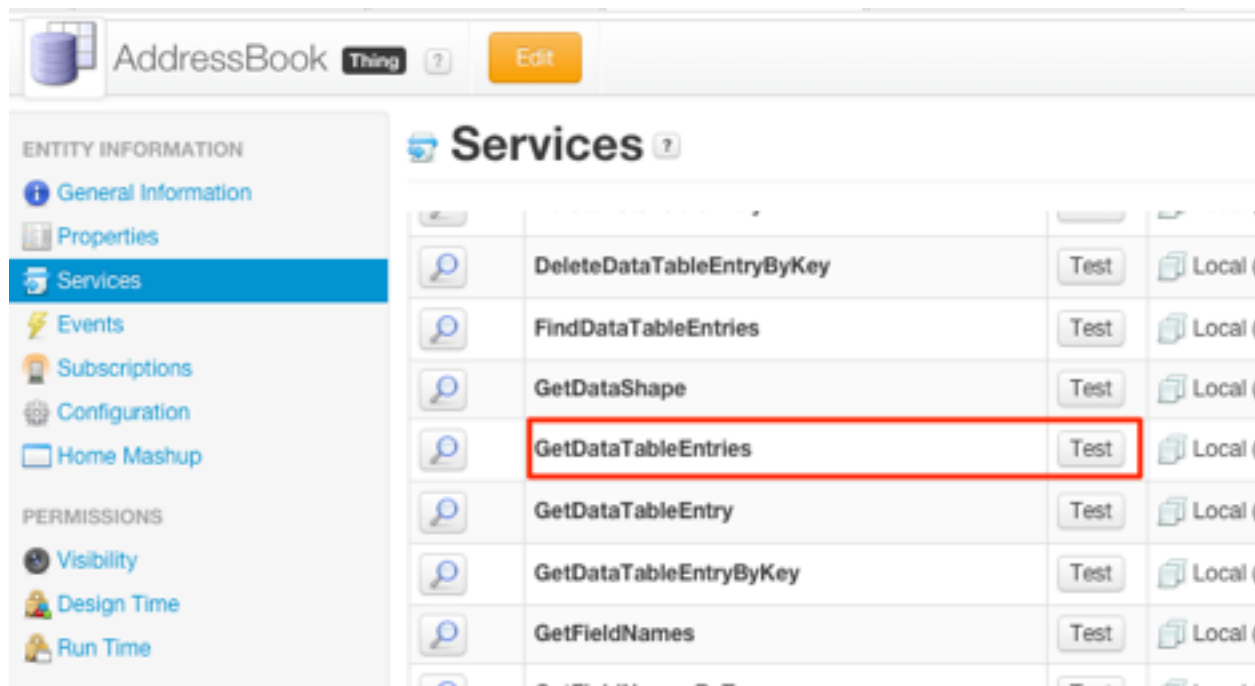 AddressBook Thing ? Edit
ENTITY INFORMATION
General Information
Properties
Services
Events
Subscriptions
Configuration
Home Mashup
PERMISSIONS
Visibility
Design Time
Run Time
Services ?
DeleteDataTableEntryByKey Test Local (
FindDataTableEntries Test Local (
GetDataShape Test Local (
GetDataTableEntries Test Local (
GetDataTableEntry Test Local (
GetDataTableEntryByKey Test Local (
GetFieldNames Test Local (